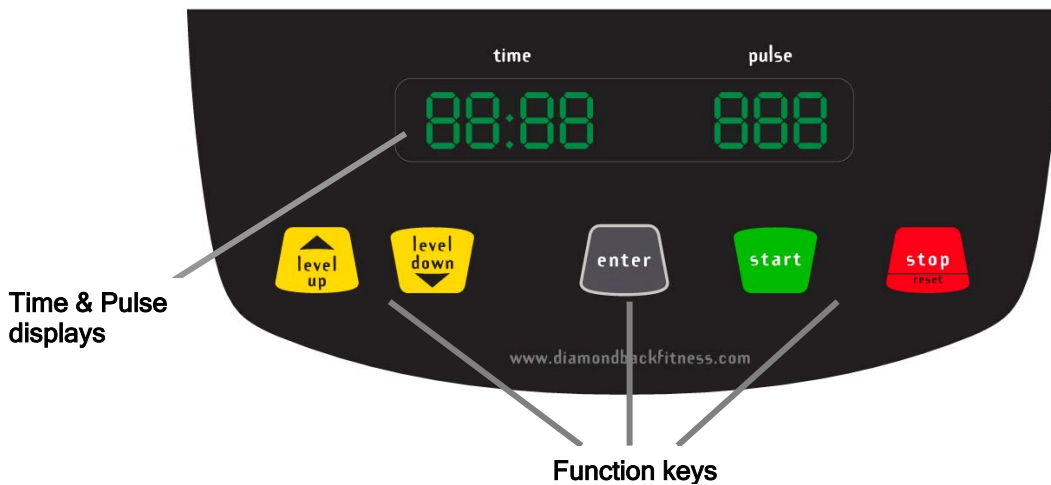 time
pulse
88:88
888
level
up
level
down
enter
start
stop
reset
Time & Pulse
displays
www.diamondbackfitness.com
Function keys